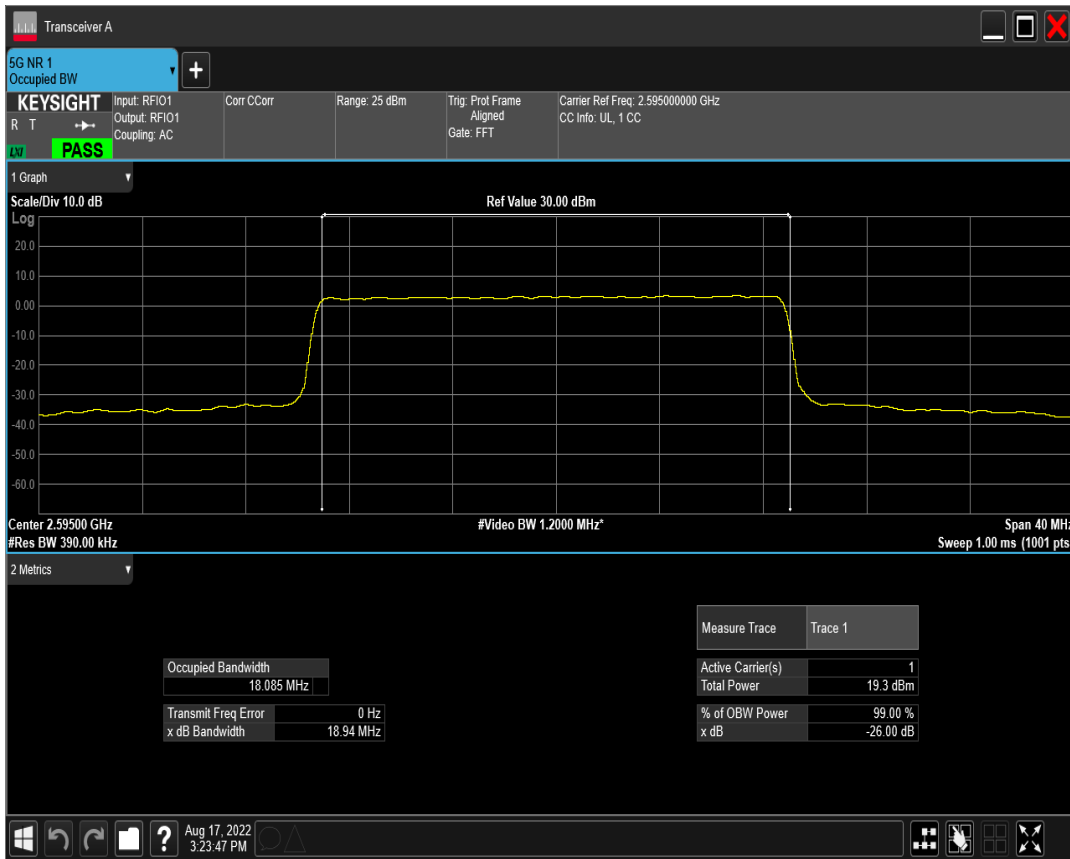 Transceiver A
5G NR 1
Occupied BW
KEYSIGHT
R T
LXI
PASS
Input: RFIO1
Output: RFIO1
Coupling: AC
Corr CCorr
Range: 25 dBm
Trig: Prot Frame
Aligned
Gate: FFT
Carrier Ref Freq: 2.595000000 GHz
CC Info: UL, 1 CC
1 Graph
Scale/Div 10.0 dB
Ref Value 30.00 dBm
Log
20.0
10.0
0.00
-10.0
-20.0
-30.0
-40.0
-50.0
-60.0
Center 2.59500 GHz
#Video BW 1.2000 MHz*
Span 40 MHz
#Res BW 390.00 kHz
Sweep 1.00 ms (1001 pts
2 Metrics
Measure Trace Trace 1
Occupied Bandwidth
18.085 MHz
Active Carrier(s) 1
Total Power 19.3 dBm
Transmit Freq Error 0 Hz
x dB Bandwidth 18.94 MHz
% of OBW Power 99.00 %
x dB -26.00 dB
?
Aug 17, 2022
3:23:47 PM